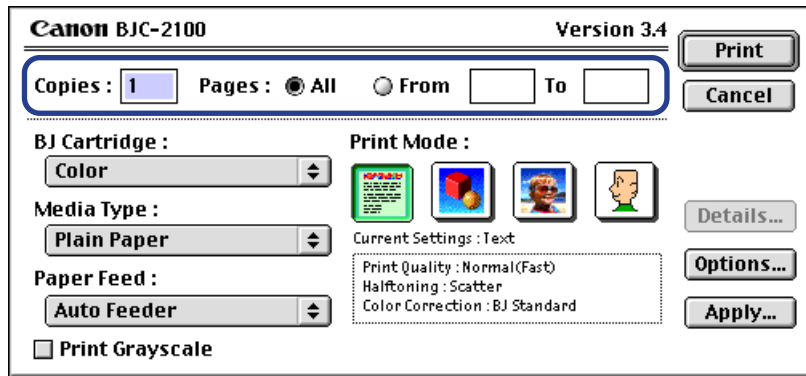 Canon BJC-2100 Version 3.4
Print
Copies : 1 Pages : All From To
Cancel
BJ Cartridge : Print Mode :
Color
Media Type :
Details...
Plain Paper
Current Settings : Text
Print Quality : Normal(Fast)
Options...
Paper Feed :
Halftoning : Scatter
Auto Feeder
Color Correction : BJ Standard
Apply...
Print Grayscale